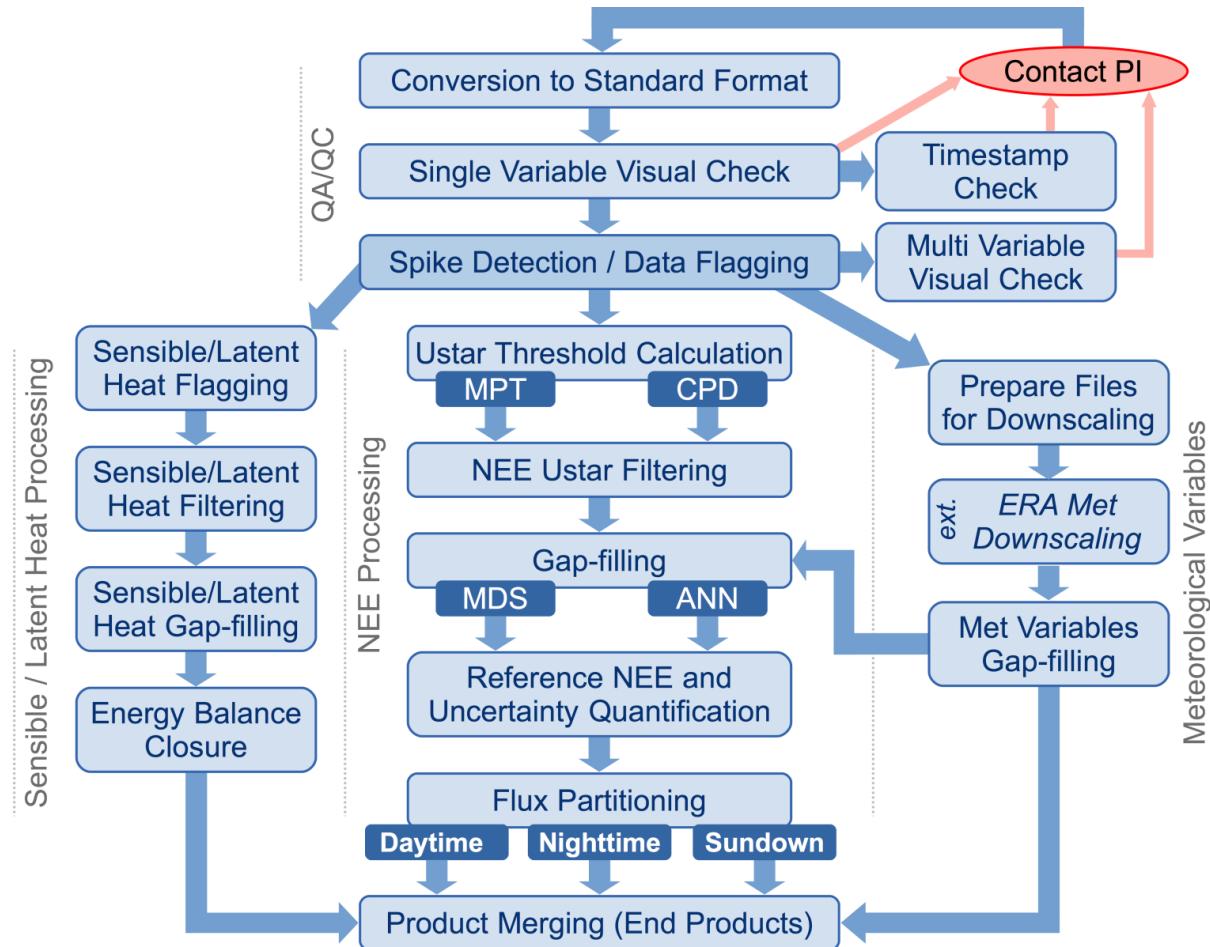 Contact PI
Conversion to Standard Format
QA/QC
Single Variable Visual Check
Timestamp
Check
Spike Detection / Data Flagging
Multi Variable
Visual Check
Sensible / Latent Heat Processing
Sensible/Latent
Heat Flagging
Sensible/Latent
Heat Filtering
Sensible/Latent
Heat Gap-filling
Energy Balance
Closure
NEE Processing
Ustar Threshold Calculation
MPT
CPD
NEE Ustar Filtering
Gap-filling
MDS
ANN
Reference NEE and
Uncertainty Quantification
Flux Partitioning
Daytime
Nighttime
Sundown
Meteorological Variables
Prepare Files
for Downscaling
ext.
ERA Met
Downscaling
Met Variables
Gap-filling
Product Merging (End Products)